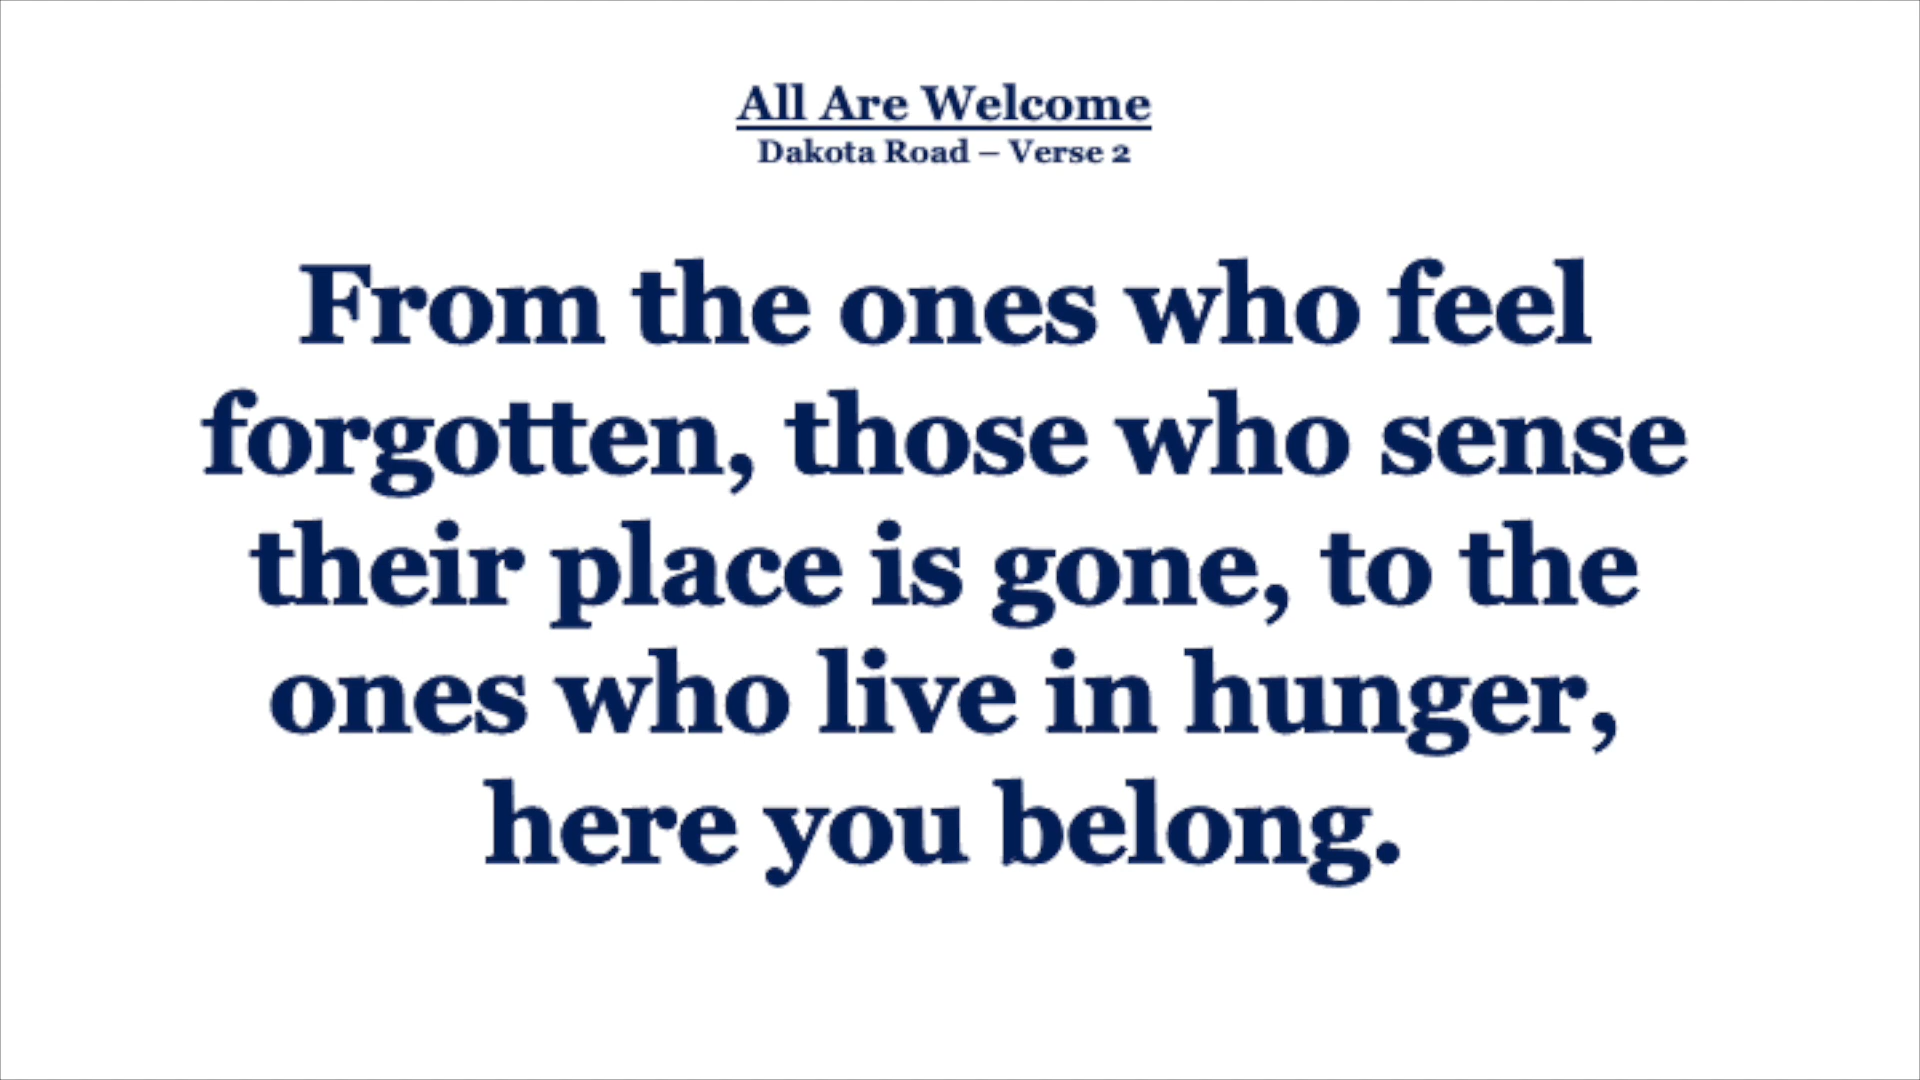 All Are Welcome
Dakota Road – Verse 2
From the ones who feel
forgotten, those who sense
their place is gone, to the
ones who live in hunger,
here you belong.